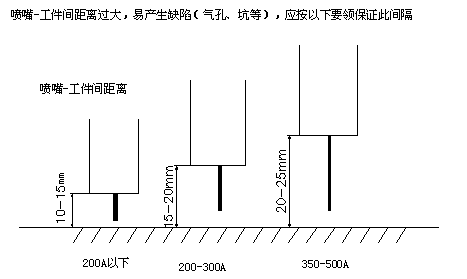 喷嘴-工件间距离过大,易产生缺陷(气孔、坑等),应按以下要领保证此间隔
喷嘴-工件间距离
10-15mm
15-20mm
20-25mm
200A以下
200-300A
350-500A